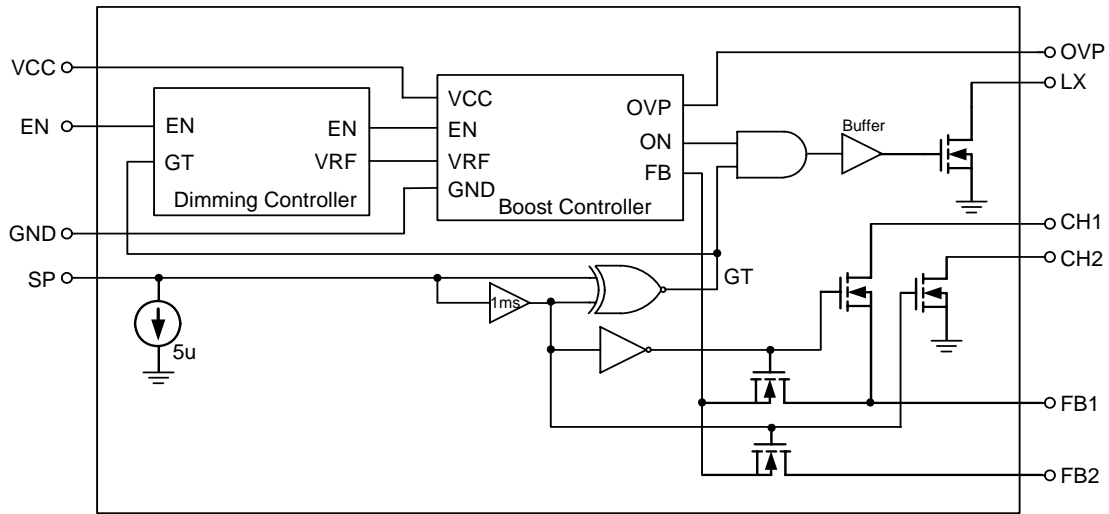 VCC
EN
GND
SP
EN
GT
EN
VRF
Dimming Controller
VCC
EN
VRF
GND
OVP
ON
FB
Boost Controller
Buffer
GT
1ms
5u
OVP
LX
CH1
CH2
FB1
FB2